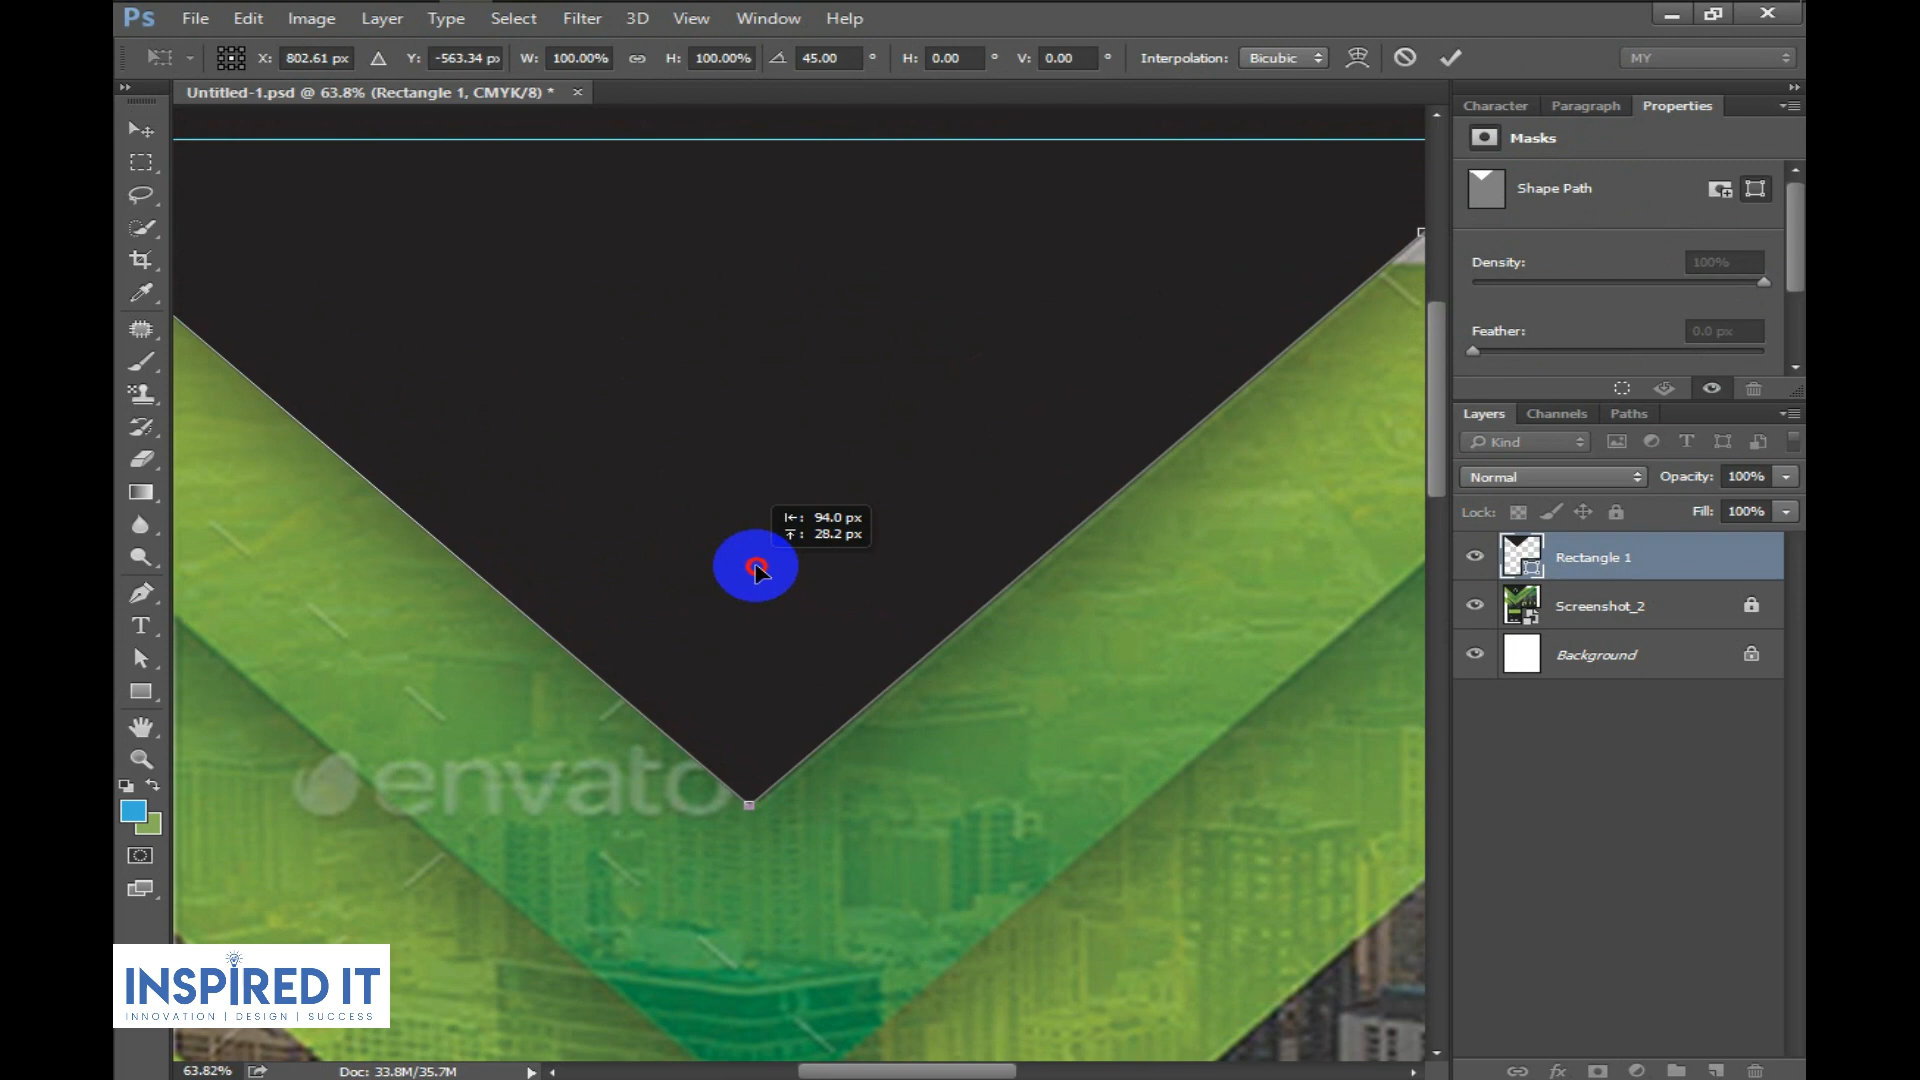 Ps File Edit Image Layer Type Select Filter 3D View Window Help
X: 802.61 px Y: -563.34 px W: 100.00% H: 100.00% 45.00 ° H: 0.00 ° V: 0.00 ° Interpolation: Bicubic MY
Untitled-1.psd @ 63.8% (Rectangle 1, CMYK/8) * ×
Character Paragraph Properties
Masks
Shape Path
Density: 100%
Feather: 0.0 px
Layers Channels Paths
Kind
Normal Opacity: 100%
Lock: Fill: 100%
94.0 px
28.2 px
Rectangle 1
Screenshot_2
Background
envato
INSPIRED IT
INNOVATION | DESIGN | SUCCESS
63.82% Doc: 33.8M/35.7M